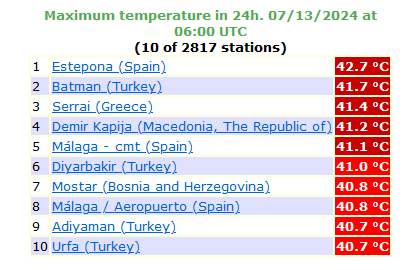 Maximum temperature in 24h. 07/13/2024 at
06:00 UTC
(10 of 2817 stations)
1 Estepona (Spain) 42.7 °C
2 Batman (Turkey) 41.7 °C
3 Serrai (Greece) 41.4 °C
4 Demir Kapija (Macedonia, The Republic of) 41.2 °C
5 Málaga - cmt (Spain) 41.1 °C
6 Diyarbakir (Turkey) 41.0 °C
7 Mostar (Bosnia and Herzegovina) 40.8 °C
8 Málaga / Aeropuerto (Spain) 40.8 °C
9 Adiyaman (Turkey) 40.7 °C
10 Urfa (Turkey) 40.7 °C